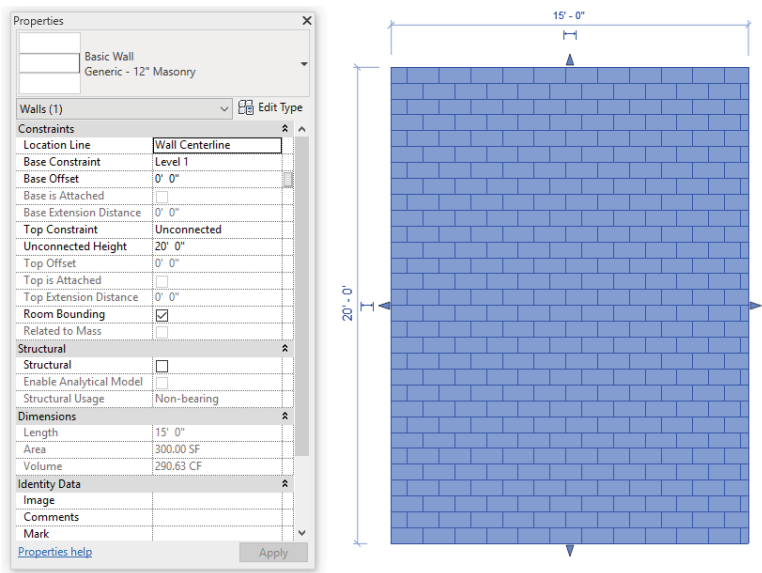 Properties
Basic Wall
Generic - 12" Masonry
Walls (1)
Edit Type
Constraints
Location Line Wall Centerline
Base Constraint Level 1
Base Offset 0' 0"
Base is Attached
Base Extension Distance 0' 0"
Top Constraint Unconnected
Unconnected Height 20' 0"
Top Offset 0' 0"
Top is Attached
Top Extension Distance 0' 0"
Room Bounding
Related to Mass
Structural
Structural
Enable Analytical Model
Structural Usage Non-bearing
Dimensions
Length 15' 0"
Area 300.00 SF
Volume 290.63 CF
Identity Data
Image
Comments
Mark
Properties help
Apply
15' - 0"
20' - 0"